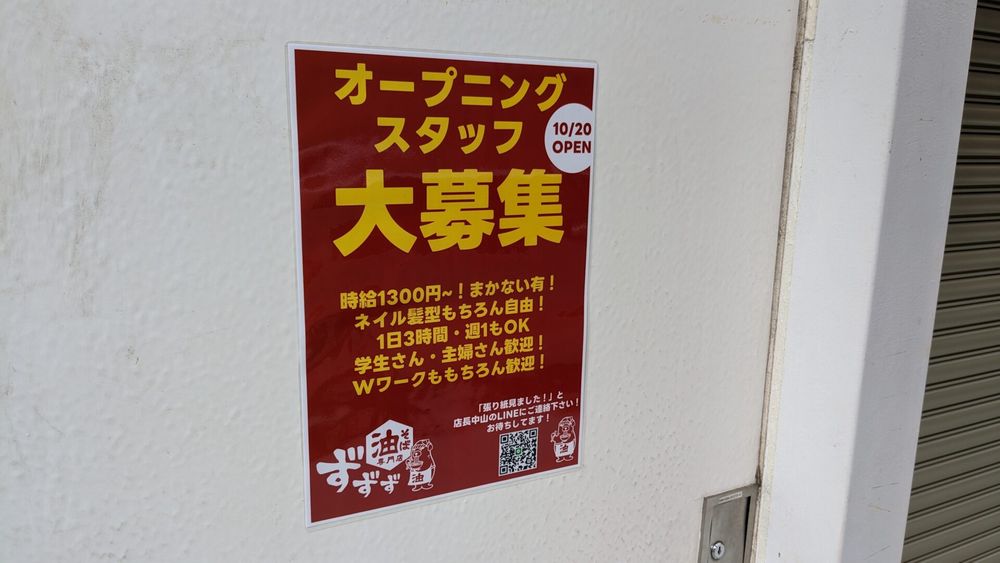 オープニング
スタッフ
10/20
OPEN
大募集
時給1300円~！まかない有！
ネイル髪型もちろん自由！
1日3時間・週1もOK
学生さん・主婦さん歓迎！
Wワークももちろん歓迎！
「張り紙見ました！」と
店長中山のLINEにご連絡下さい！
お待ちしてます！
油そば
専門店
ずずず
油
油